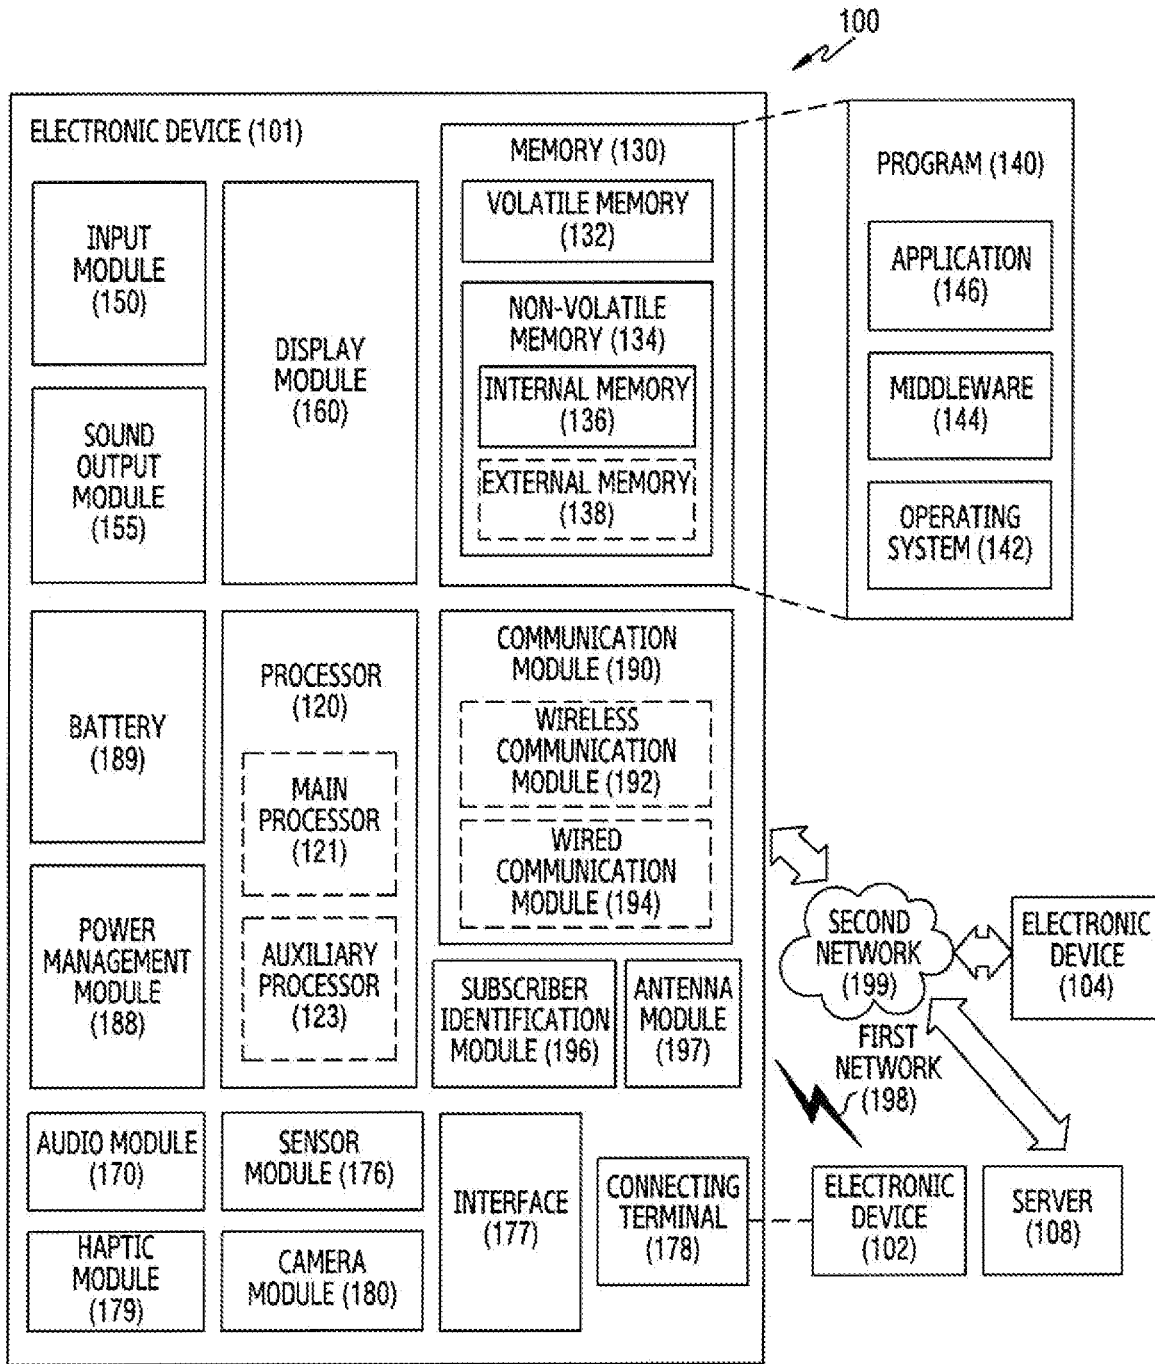 100
ELECTRONIC DEVICE (101)
INPUT
MODULE
(150)
SOUND
OUTPUT
MODULE
(155)
DISPLAY
MODULE
(160)
MEMORY (130)
VOLATILE MEMORY
(132)
NON-VOLATILE
MEMORY (134)
INTERNAL MEMORY
(136)
EXTERNAL MEMORY
(138)
PROGRAM (140)
APPLICATION
(146)
MIDDLEWARE
(144)
OPERATING
SYSTEM (142)
BATTERY
(189)
POWER
MANAGEMENT
MODULE
(188)
PROCESSOR
(120)
MAIN
PROCESSOR
(121)
AUXILIARY
PROCESSOR
(123)
COMMUNICATION
MODULE (190)
WIRELESS
COMMUNICATION
MODULE (192)
WIRED
COMMUNICATION
MODULE (194)
SUBSCRIBER
IDENTIFICATION
MODULE (196)
ANTENNA
MODULE
(197)
SECOND
NETWORK
(199)
ELECTRONIC
DEVICE
(104)
FIRST
NETWORK
(198)
AUDIO MODULE
(170)
SENSOR
MODULE (176)
INTERFACE
(177)
CONNECTING
TERMINAL
(178)
ELECTRONIC
DEVICE
(102)
SERVER
(108)
HAPTIC
MODULE
(179)
CAMERA
MODULE (180)